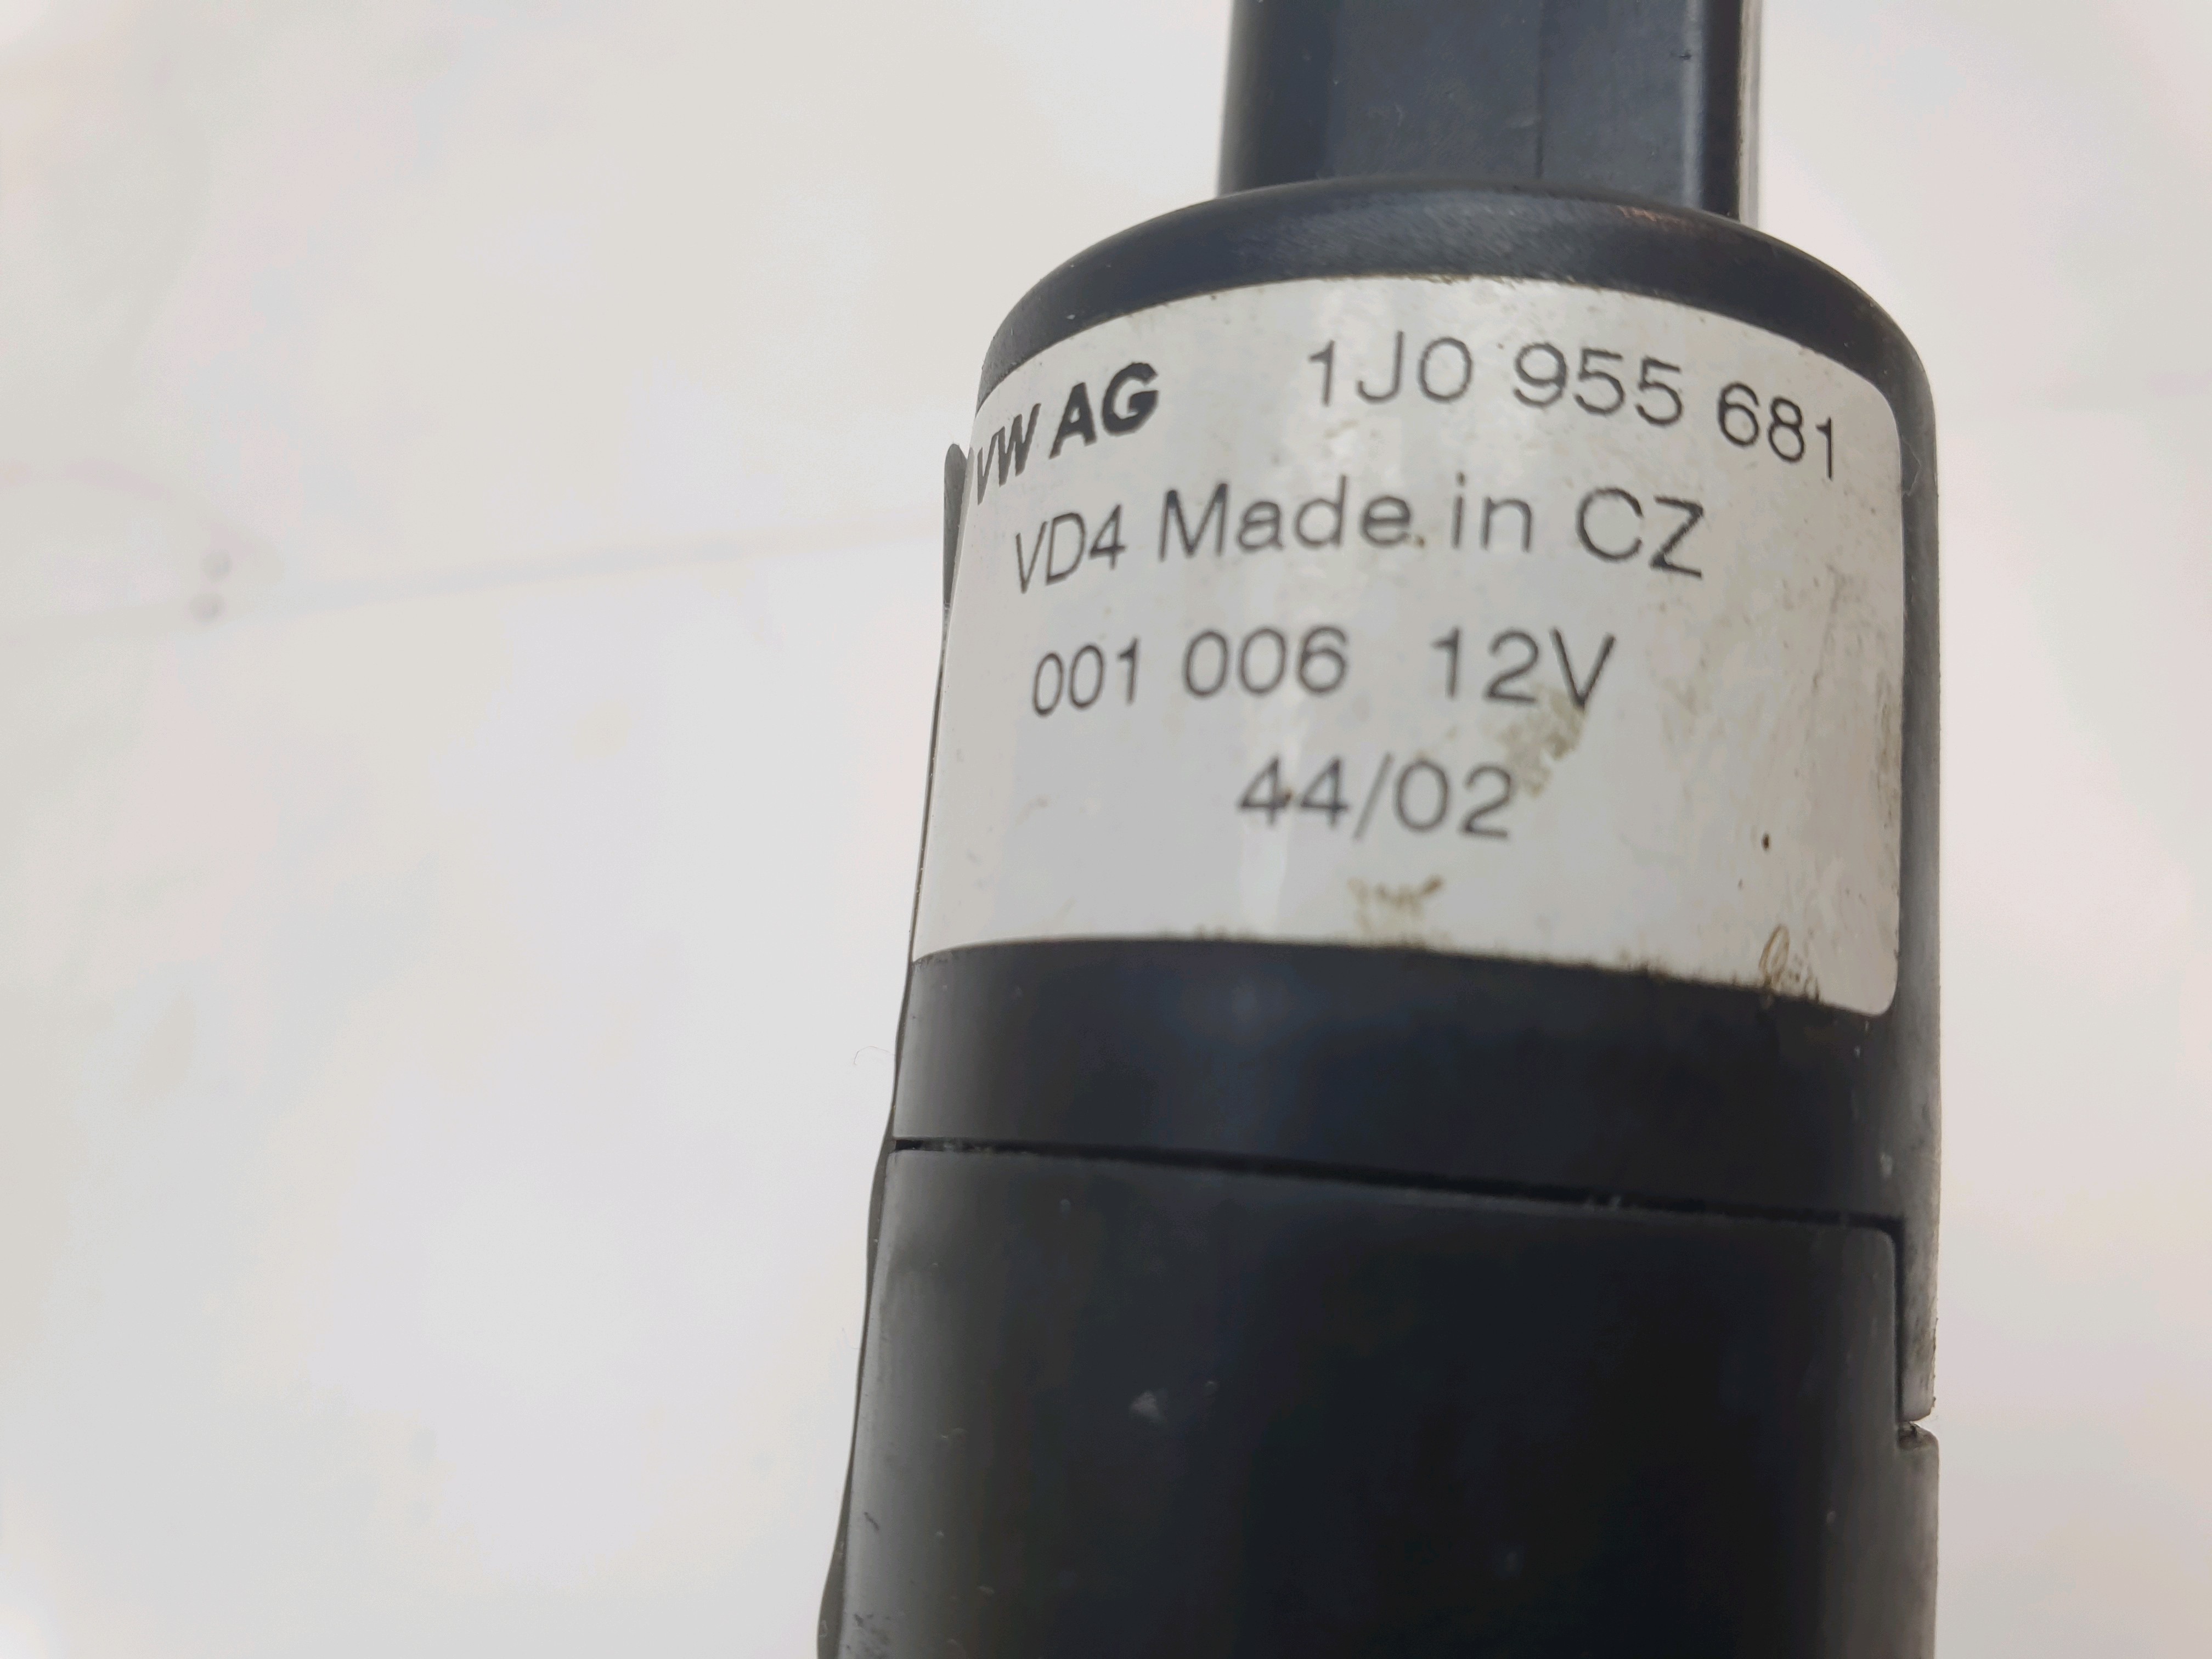 VW AG 1J0 955 681
VD4 Made in CZ
001 006 12V
44/02